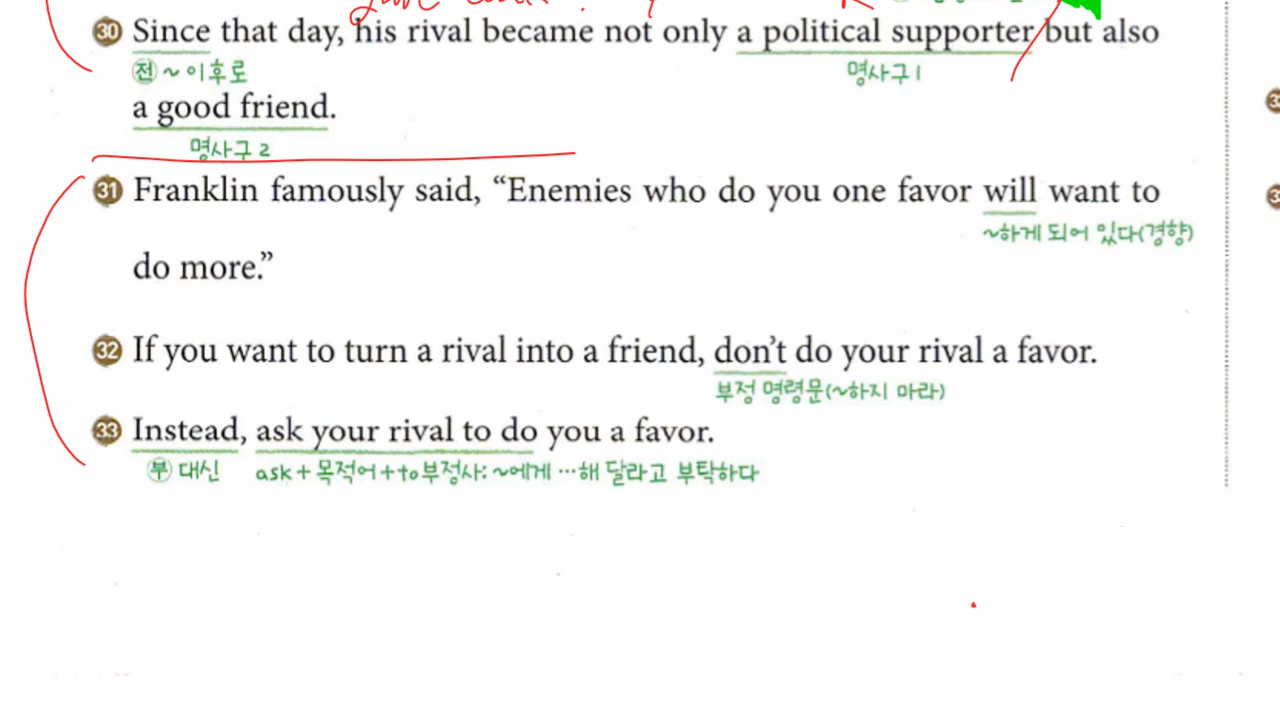 30 Since that day, his rival became not only a political supporter but also
전 ~이후로 명사구 1
a good friend.
명사구 2
31 Franklin famously said, “Enemies who do you one favor will want to
~하게 되어 있다(경향)
do more.”
32 If you want to turn a rival into a friend, don’t do your rival a favor.
부정 명령문(~하지 마라)
33 Instead, ask your rival to do you a favor.
부 대신 ask+목적어+to부정사: ~에게 …해 달라고 부탁하다